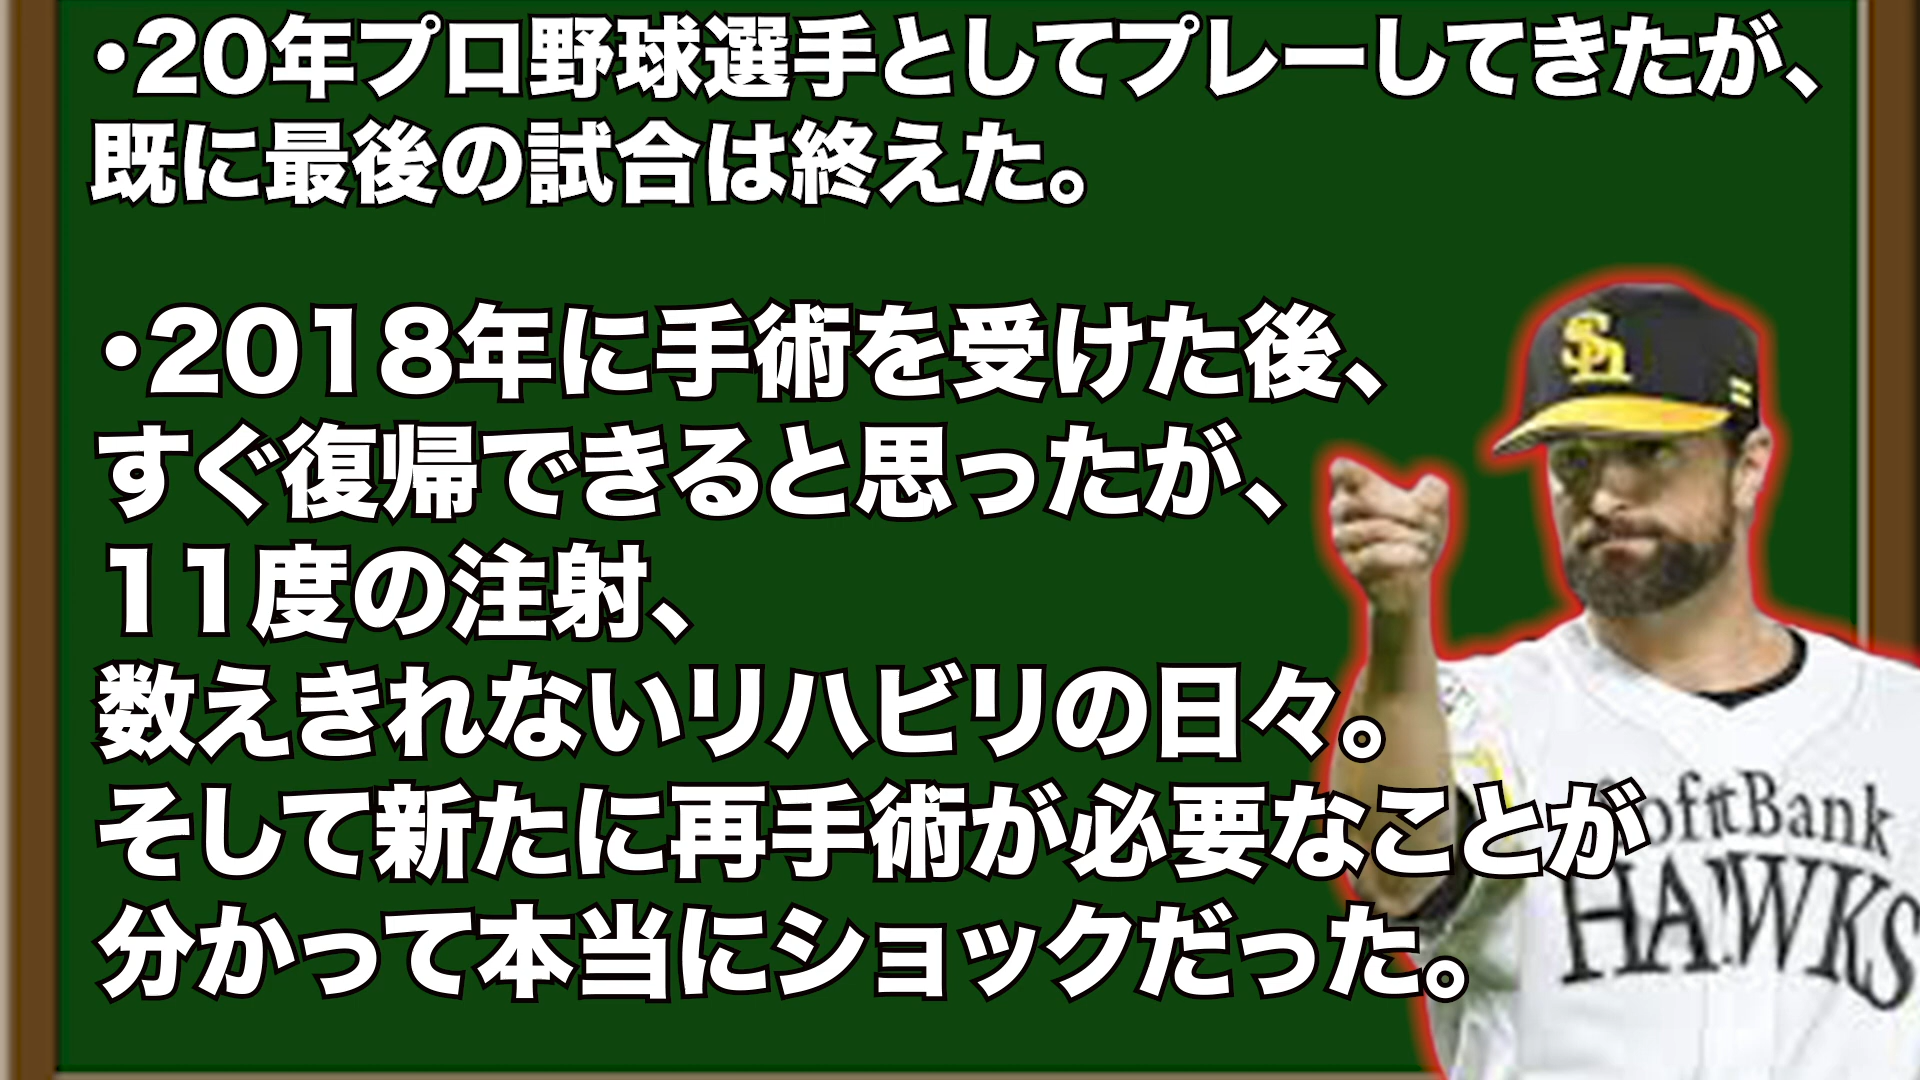 ・20年プロ野球選手としてプレーしてきたが、
既に最後の試合は終えた。
・2018年に手術を受けた後、
すぐ復帰できると思ったが、
11度の注射、
数えきれないリハビリの日々。
そして新たに再手術が必要なことが
分かって本当にショックだった。
Sh
SoftBank
HAWKS